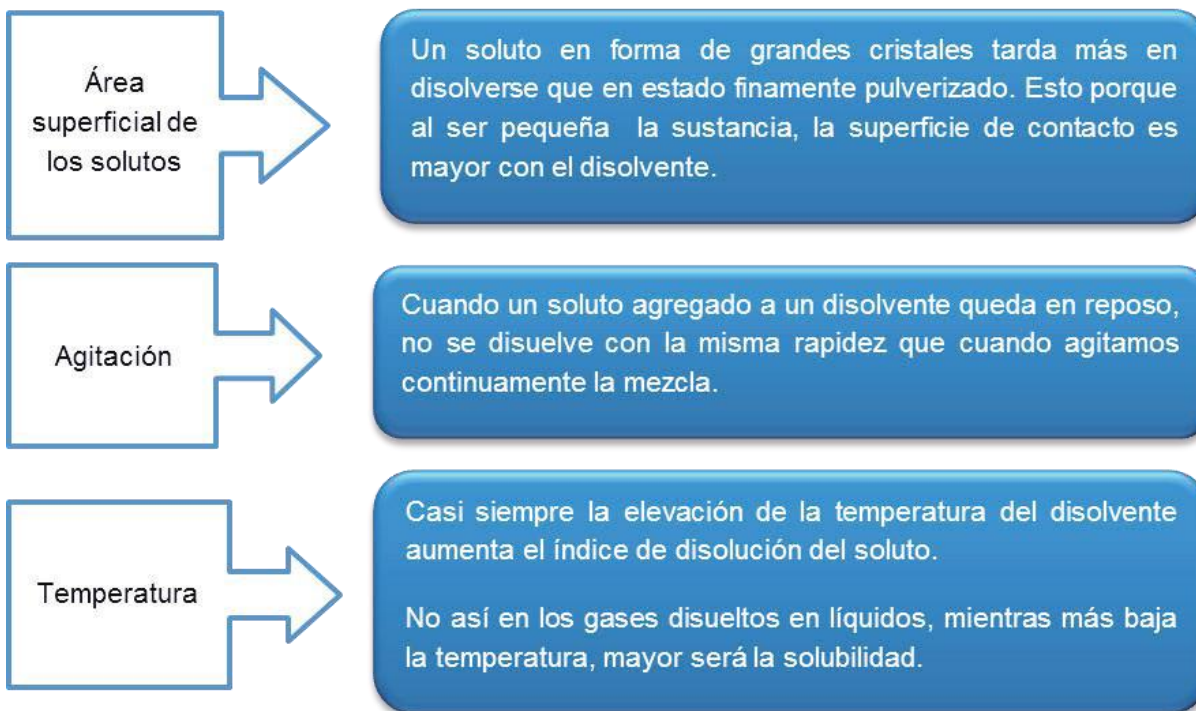 Área
superficial de
los solutos
Un soluto en forma de grandes cristales tarda más en
disolverse que en estado finamente pulverizado. Esto porque
al ser pequeña la sustancia, la superficie de contacto es
mayor con el disolvente.
Agitación
Cuando un soluto agregado a un disolvente queda en reposo,
no se disuelve con la misma rapidez que cuando agitamos
continuamente la mezcla.
Temperatura
Casi siempre la elevación de la temperatura del disolvente
aumenta el índice de disolución del soluto.
No así en los gases disueltos en líquidos, mientras más baja
la temperatura, mayor será la solubilidad.